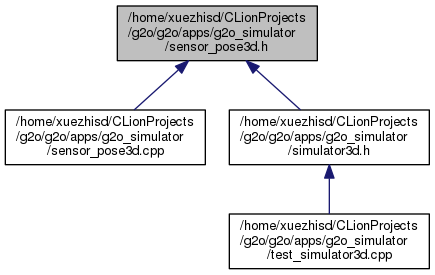 /home/xuezhisd/CLionProjects
/g2o/g2o/apps/g2o_simulator
/sensor_pose3d.h
/home/xuezhisd/CLionProjects
/g2o/g2o/apps/g2o_simulator
/sensor_pose3d.cpp
/home/xuezhisd/CLionProjects
/g2o/g2o/apps/g2o_simulator
/simulator3d.h
/home/xuezhisd/CLionProjects
/g2o/g2o/apps/g2o_simulator
/test_simulator3d.cpp